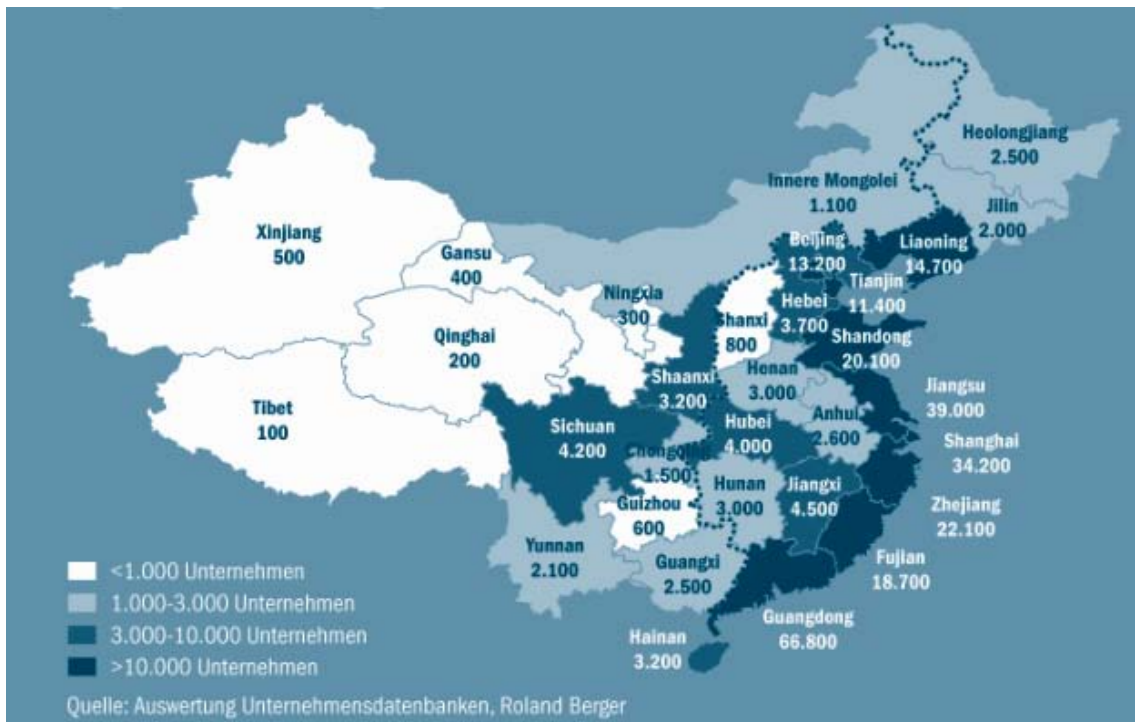 Heolongjiang
2.500
Innere Mongolei
1.100
Jilin
2.000
Xinjiang
500
Gansu
400
Beijing
13.200
Liaoning
14.700
Tianjin
11.400
Ningxia
300
Hebei
3.700
Shanxi
800
Qinghai
200
Shandong
20.100
Shaanxi
3.200
Henan
3.000
Jiangsu
39.000
Tibet
100
Sichuan
4.200
Hubei
4.000
Anhui
2.600
Shanghai
34.200
Chongqing
1.500
Hunan
3.000
Jiangxi
4.500
Guizhou
600
Zhejiang
22.100
Yunnan
2.100
Guangxi
2.500
Fujian
18.700
Guangdong
66.800
Hainan
3.200
<1.000 Unternehmen
1.000-3.000 Unternehmen
3.000-10.000 Unternehmen
>10.000 Unternehmen
Quelle: Auswertung Unternehmensdatenbanken, Roland Berger